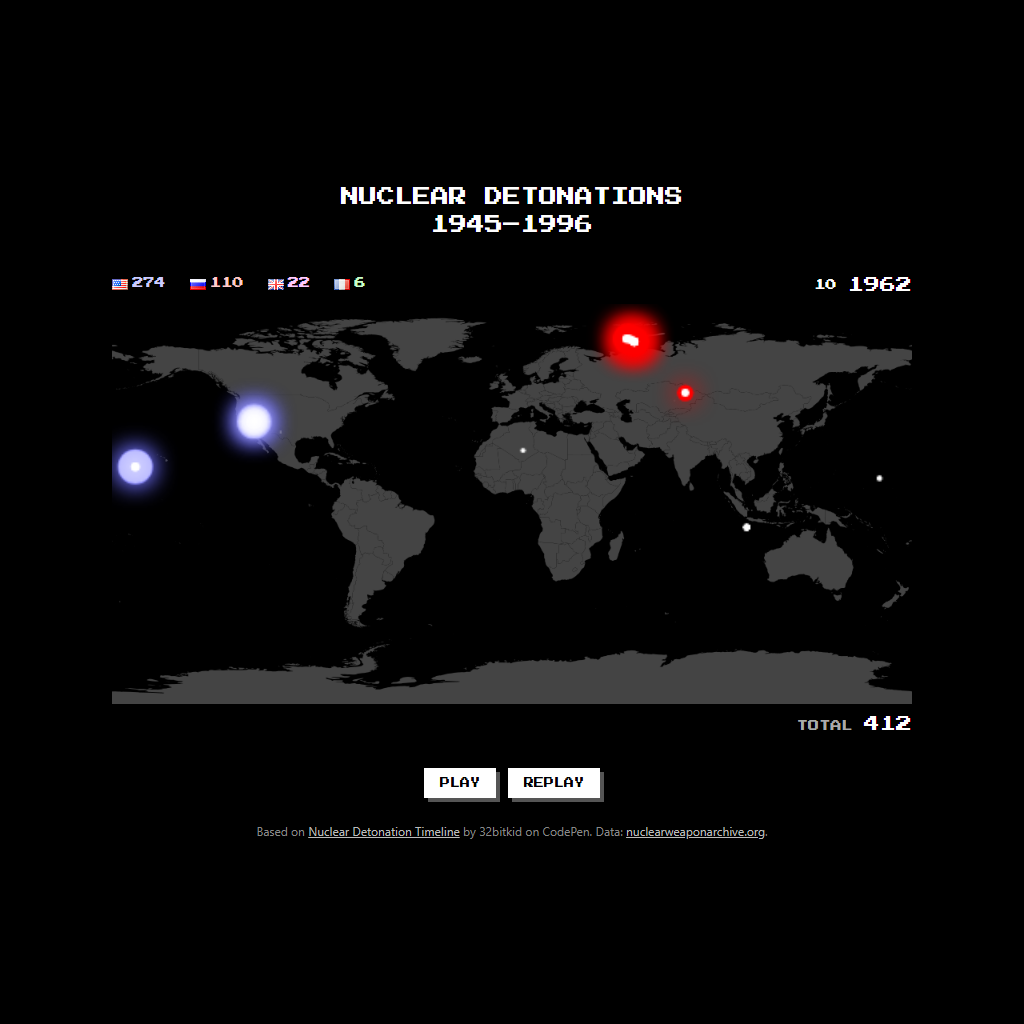 NUCLEAR DETONATIONS
1945-1996
274 110 22 6 10 1962
TOTAL 412
PLAY REPLAY
Based on Nuclear Detonation Timeline by 32bitkid on CodePen. Data: nuclearweaponarchive.org.